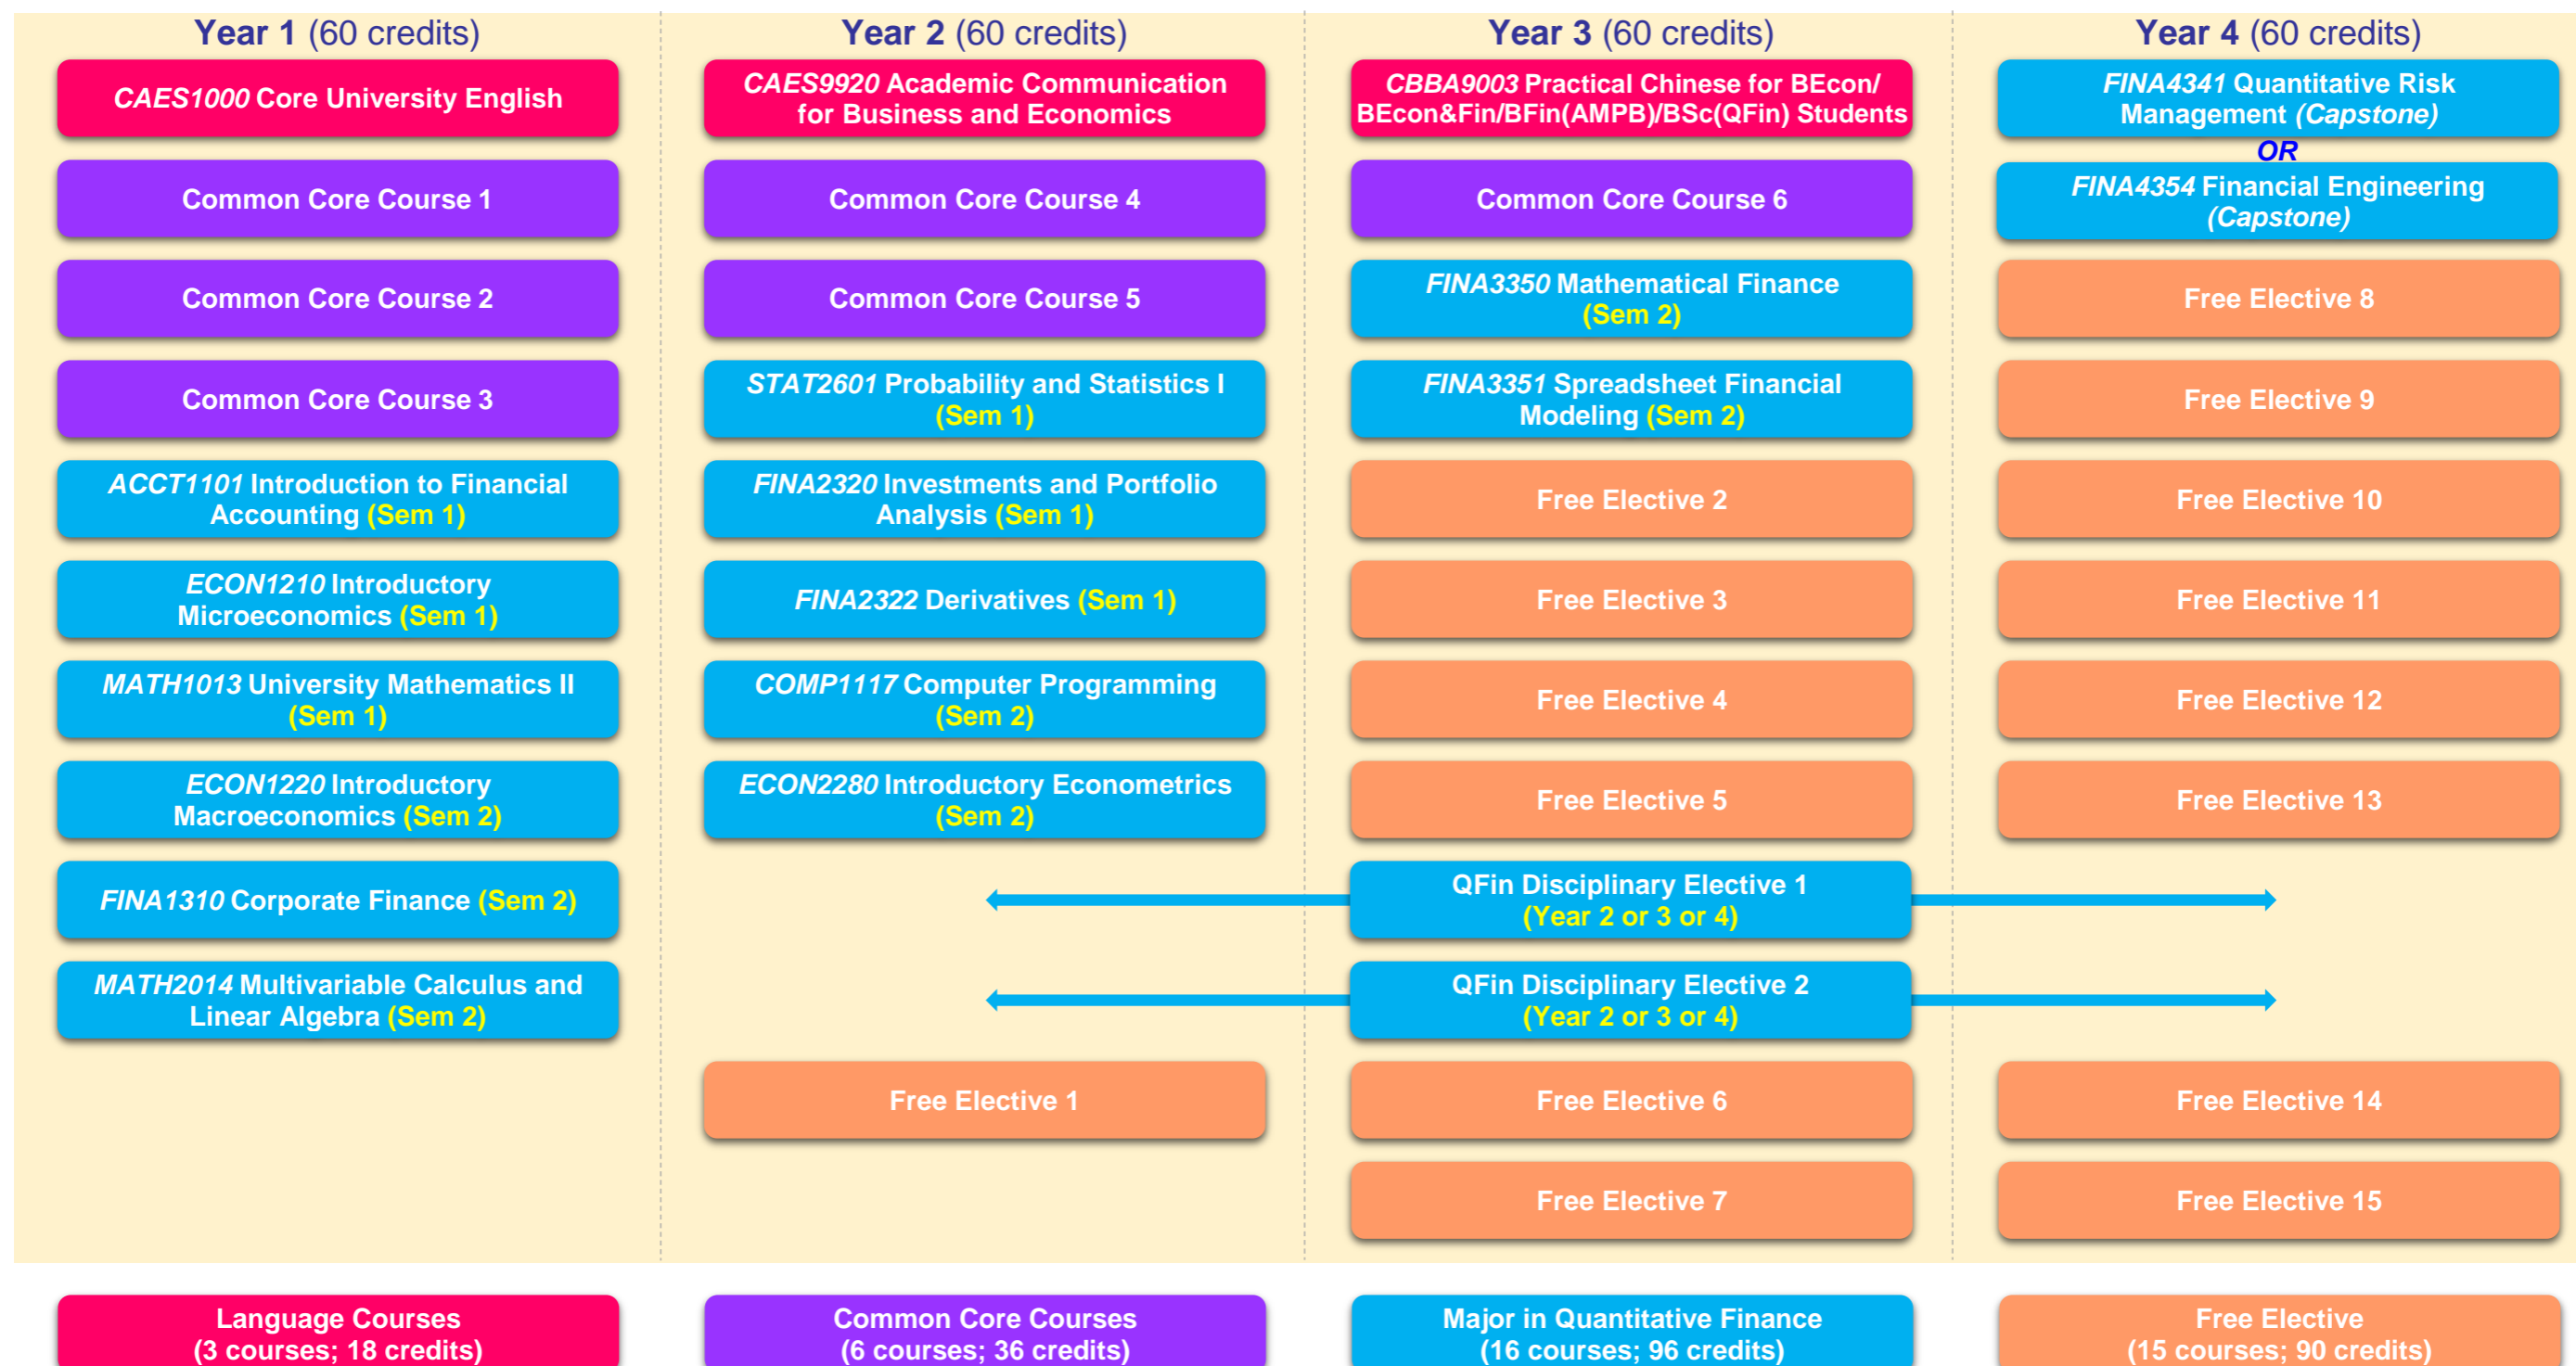 Year 1 (60 credits)
CAES1000 Core University English
Common Core Course 1
Common Core Course 2
Common Core Course 3
ACCT1101 Introduction to Financial
Accounting (Sem 1)
ECON1210 Introductory
Microeconomics (Sem 1)
MATH1013 University Mathematics II
(Sem 1)
ECON1220 Introductory
Macroeconomics (Sem 2)
FINA1310 Corporate Finance (Sem 2)
MATH2014 Multivariable Calculus and
Linear Algebra (Sem 2)
Year 2 (60 credits)
CAES9920 Academic Communication
for Business and Economics
Common Core Course 4
Common Core Course 5
STAT2601 Probability and Statistics I
(Sem 1)
FINA2320 Investments and Portfolio
Analysis (Sem 1)
FINA2322 Derivatives (Sem 1)
COMP1117 Computer Programming
(Sem 2)
ECON2280 Introductory Econometrics
(Sem 2)
Free Elective 1
Year 3 (60 credits)
CBBA9003 Practical Chinese for BEcon/
BEcon&Fin/BFin(AMPB)/BSc(QFin) Students
Common Core Course 6
FINA3350 Mathematical Finance
(Sem 2)
FINA3351 Spreadsheet Financial
Modeling (Sem 2)
Free Elective 2
Free Elective 3
Free Elective 4
Free Elective 5
QFin Disciplinary Elective 1
(Year 2 or 3 or 4)
QFin Disciplinary Elective 2
(Year 2 or 3 or 4)
Free Elective 6
Free Elective 7
Year 4 (60 credits)
FINA4341 Quantitative Risk
Management (Capstone)
OR
FINA4354 Financial Engineering
(Capstone)
Free Elective 8
Free Elective 9
Free Elective 10
Free Elective 11
Free Elective 12
Free Elective 13
Free Elective 14
Free Elective 15
Language Courses
(3 courses; 18 credits)
Common Core Courses
(6 courses; 36 credits)
Major in Quantitative Finance
(16 courses; 96 credits)
Free Elective
(15 courses; 90 credits)